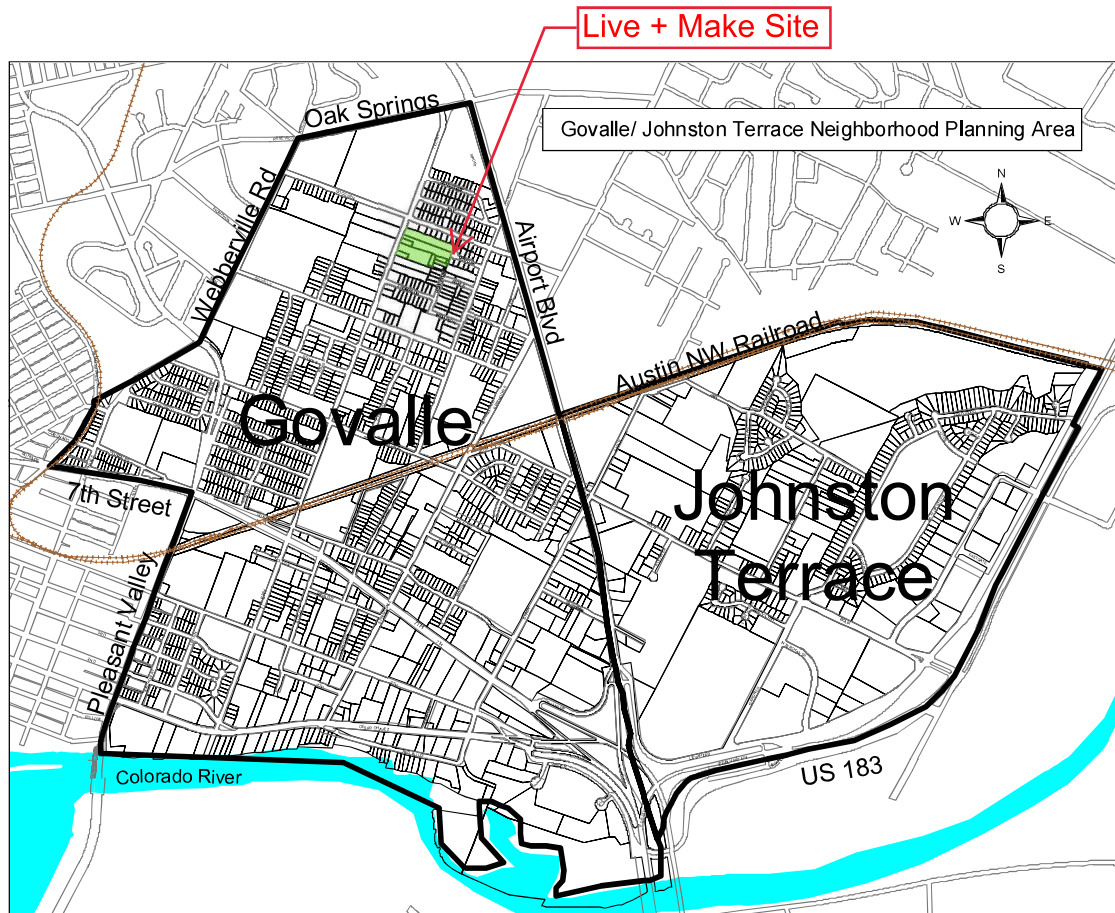 Live + Make Site
Oak Springs
Govalle/ Johnston Terrace Neighborhood Planning Area
N
W
E
S
Webberville Rd
Airport Blvd
Austin NW Railroad
Govalle
Johnston
Terrace
7th Street
Pleasant Valley
US 183
Colorado River